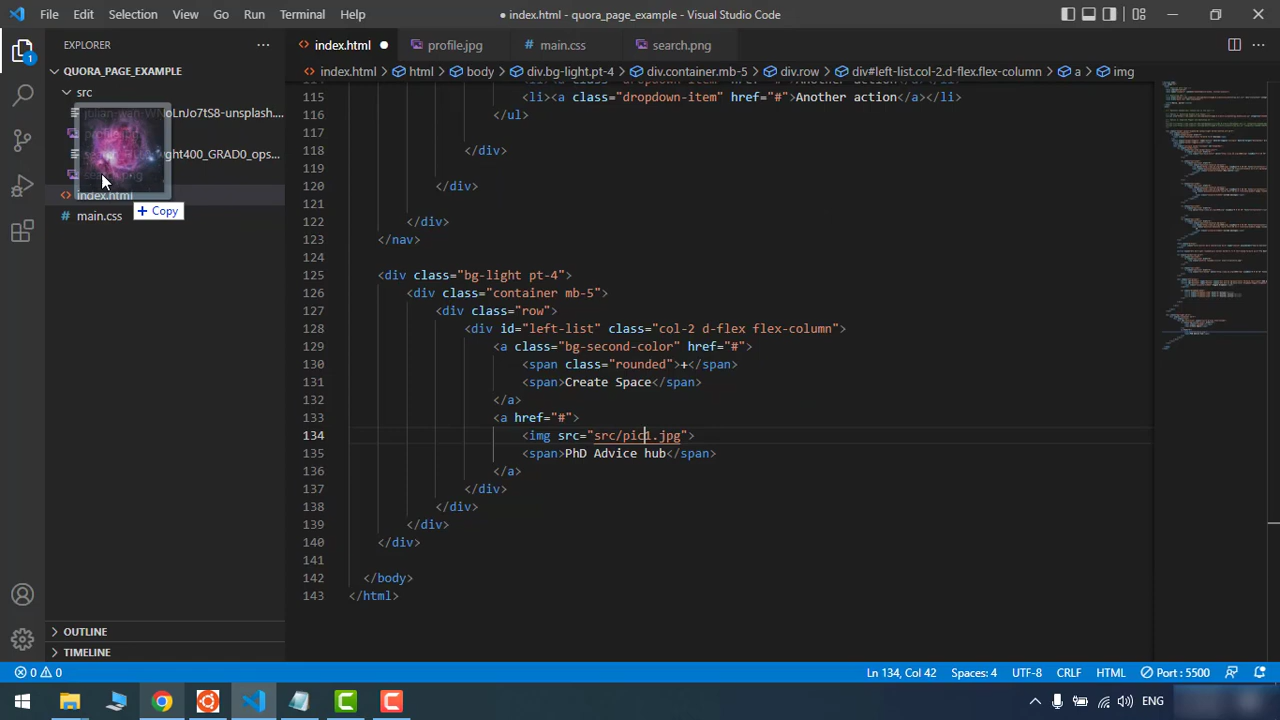 File Edit Selection View Go Run Terminal Help
● index.html - quora_page_example - Visual Studio Code
EXPLORER
index.html
profile.jpg
main.css
search.png
QUORA_PAGE_EXAMPLE
index.html > html > body > div.bg-light.pt-4 > div.container.mb-5 > div.row > div#left-list.col-2.d-flex.flex-column > a > img
src
julian-wan-WNoLnJo7tS8-unsplash....
ght400_GRAD0_ops...
index.html
main.css
+ Copy
1
115 <li><a class="dropdown-item" href="#">Another action</a></li>
116 </ul>
117
118 </div>
119
120 </div>
121
122 </div>
123 </nav>
124
125 <div class="bg-light pt-4">
126 <div class="container mb-5">
127 <div class="row">
128 <div id="left-list" class="col-2 d-flex flex-column">
129 <a class="bg-second-color" href="#">
130 <span class="rounded">+</span>
131 <span>Create Space</span>
132 </a>
133 <a href="#">
134 <img src="src/pic1.jpg">
135 <span>PhD Advice hub</span>
136 </a>
137 </div>
138 </div>
139 </div>
140 </div>
141
142 </body>
143 </html>
OUTLINE
TIMELINE
0 0
Ln 134, Col 42 Spaces: 4 UTF-8 CRLF HTML Port : 5500
ENG